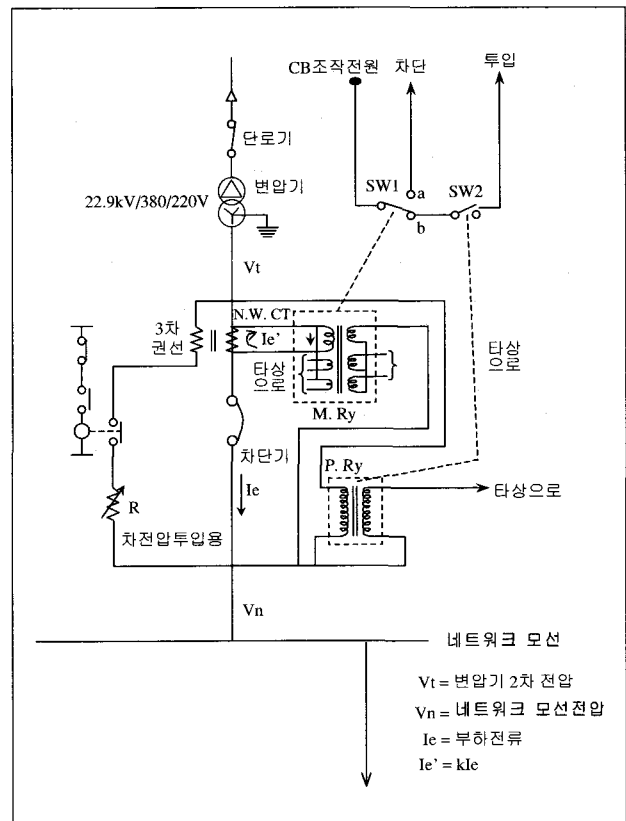 CB조작전원
차단
투입
단로기
변압기
22.9kV/380/220V
SW1
a
SW2
b
Vt
3차
권선
N.W. CT
Ie'
타상
으로
M. Ry
타상
으로
차단기
P. Ry
Ie
타상으로
R
차전압투입용
Vn
네트워크 모선
Vt = 변압기 2차 전압
Vn = 네트워크 모선전압
Ie = 부하전류
Ie' = kIe